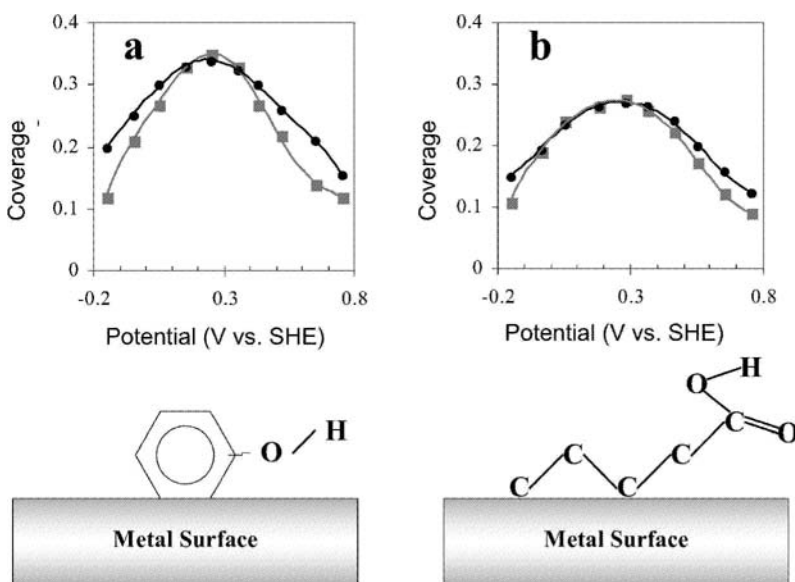 a
0.4
0.3
0.2
0.1
0
Coverage
-0.2
0.3
0.8
Potential (V vs. SHE)
b
0.4
0.3
0.2
0.1
0
Coverage
-0.2
0.3
0.8
Potential (V vs. SHE)
O H
Metal Surface
H
O
C O
C C
C C
Metal Surface